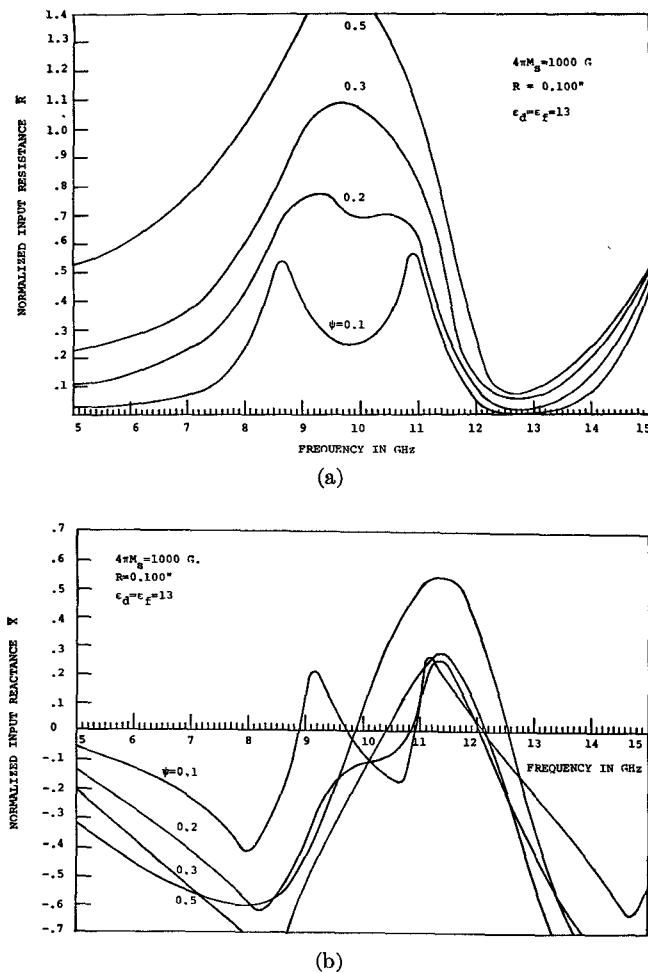 1.4
1.3
1.2
1.1
1.0
.9
.8
.7
.6
.5
.4
.3
.2
.1
NORMALIZED INPUT RESISTANCE R̅
0.5
0.3
0.2
ψ=0.1
4πMs=1000 G
R = 0.100"
εd=εf=13
5 6 7 8 9 10 11 12 13 14 15
FREQUENCY IN GHz
(a)
.7
.6
.5
.4
.3
.2
.1
0
-.1
-.2
-.3
-.4
-.5
-.6
-.7
NORMALIZED INPUT REACTANCE X̅
4πMs=1000 G.
R=0.100"
εd=εf=13
5 6 7 8 9 10 11 12 13 14 15
FREQUENCY IN GHz
ψ=0.1
0.2
0.3
0.5
(b)